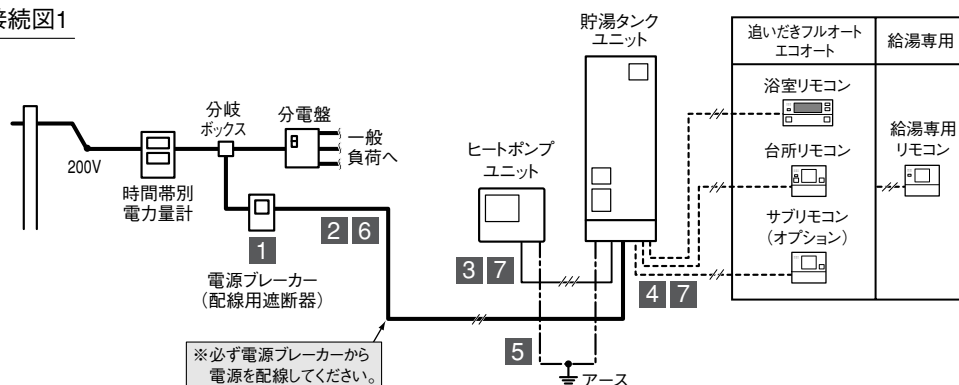 接続図1
200V
時間帯別
電力量計
分岐
ボックス
分電盤
一般
負荷へ
1
電源ブレーカー
(配線用遮断器)
2 6
※必ず電源ブレーカーから
電源を配線してください。
ヒートポンプ
ユニット
3 7
5
アース
貯湯タンク
ユニット
4 7
追いだきフルオート
エコオート
給湯専用
浴室リモコン
台所リモコン
サブリモコン
(オプション)
給湯専用
リモコン